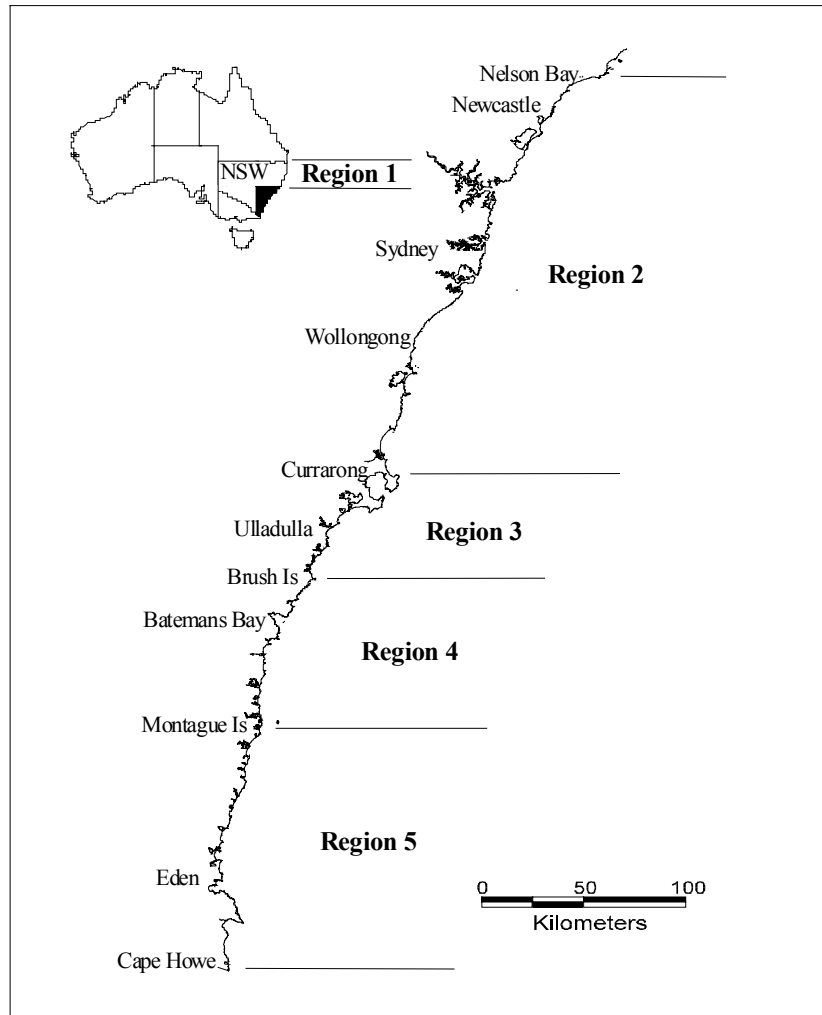 Nelson Bay
Newcastle
NSW
Region 1
Sydney
Region 2
Wollongong
Currarong
Ulladulla
Region 3
Brush Is
Batemans Bay
Region 4
Montague Is
Region 5
Eden
0 50 100
Kilometers
Cape Howe